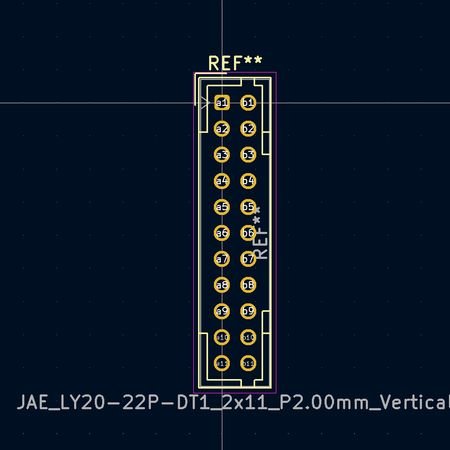 REF**
a1 b1
a2 b2
a3 b3
a4 b4
a5 b5
a6 b6
REF**
a7 b7
a8 b8
a9 b9
a10 b10
a11 b11
JAE_LY20-22P-DT1_2x11_P2.00mm_Vertical